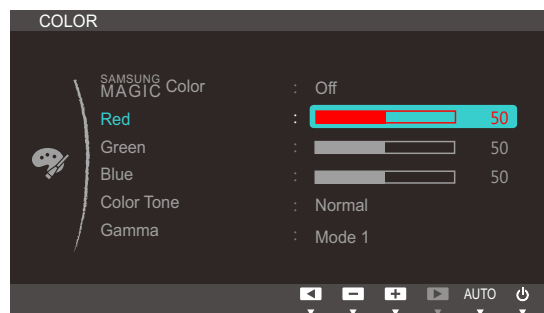 COLOR
SAMSUNG MAGIC Color : Off
Red : 50
Green : 50
Blue : 50
Color Tone : Normal
Gamma : Mode 1
AUTO